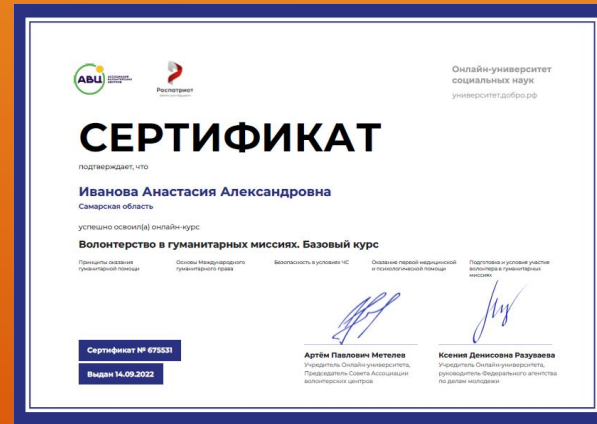 АВЦ
АССОЦИАЦИЯ
ВОЛОНТЕРСКИХ
ЦЕНТРОВ
Роспатриот
Онлайн-университет
социальных наук
университет.добро.рф
СЕРТИФИКАТ
подтверждает, что
Иванова Анастасия Александровна
Самарская область
успешно освоил(а) онлайн-курс
Волонтерство в гуманитарных миссиях. Базовый курс
Принципы оказания
гуманитарной помощи
Основы Международного
гуманитарного права
Безопасность в условиях ЧС
Оказание первой медицинской
и психологической помощи
Подготовка и условия участия
волонтера в гуманитарных
миссиях
Сертификат № 675531
Выдан 14.09.2022
Артём Павлович Метелев
Учредитель Онлайн-университета,
Председатель Совета Ассоциации
волонтерских центров
Ксения Денисовна Разуваева
Учредитель Онлайн-университета,
руководитель Федерального агентства
по делам молодежи